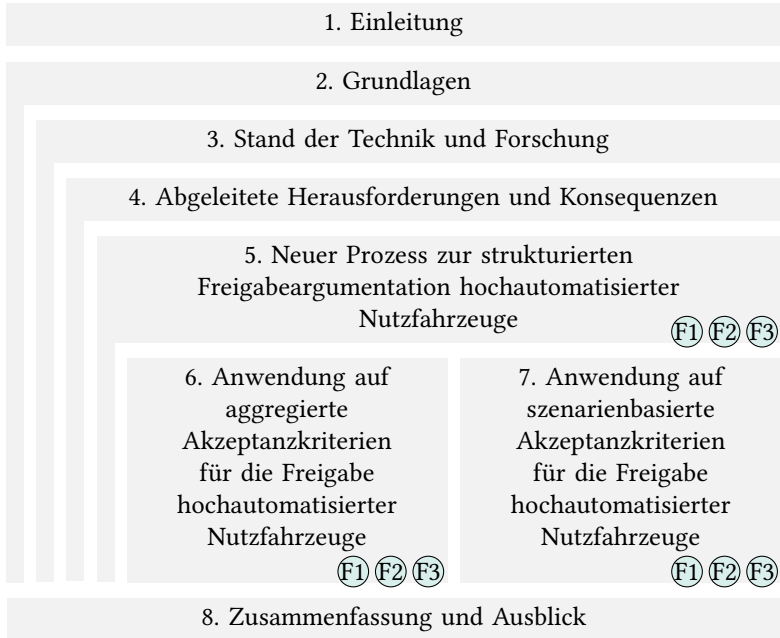 1. Einleitung
2. Grundlagen
3. Stand der Technik und Forschung
4. Abgeleitete Herausforderungen und Konsequenzen
5. Neuer Prozess zur strukturierten
Freigabeargumentation hochautomatisierter
Nutzfahrzeuge
F1 F2 F3
6. Anwendung auf
aggregierte
Akzeptanzkriterien
für die Freigabe
hochautomatisierter
Nutzfahrzeuge
F1 F2 F3
7. Anwendung auf
szenarienbasierte
Akzeptanzkriterien
für die Freigabe
hochautomatisierter
Nutzfahrzeuge
F1 F2 F3
8. Zusammenfassung und Ausblick